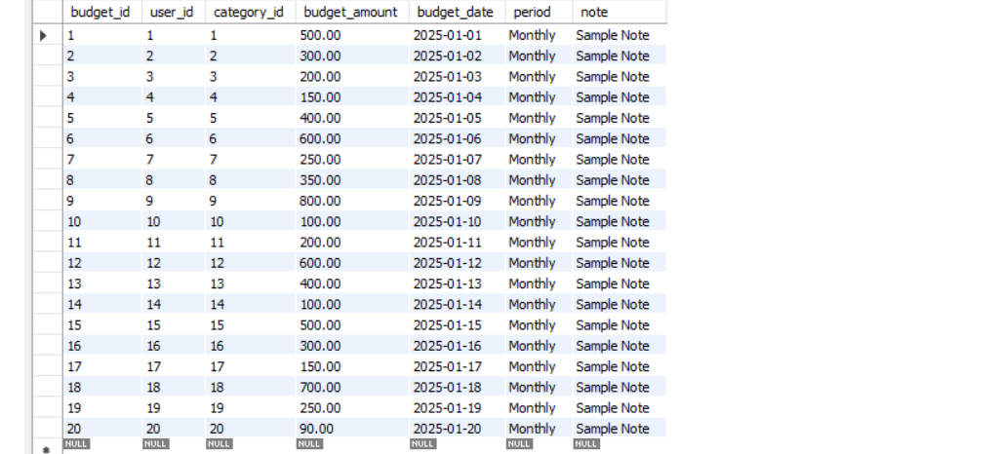 budget_id user_id category_id budget_amount budget_date period note
1 1 1 500.00 2025-01-01 Monthly Sample Note
2 2 2 300.00 2025-01-02 Monthly Sample Note
3 3 3 200.00 2025-01-03 Monthly Sample Note
4 4 4 150.00 2025-01-04 Monthly Sample Note
5 5 5 400.00 2025-01-05 Monthly Sample Note
6 6 6 600.00 2025-01-06 Monthly Sample Note
7 7 7 250.00 2025-01-07 Monthly Sample Note
8 8 8 350.00 2025-01-08 Monthly Sample Note
9 9 9 800.00 2025-01-09 Monthly Sample Note
10 10 10 100.00 2025-01-10 Monthly Sample Note
11 11 11 200.00 2025-01-11 Monthly Sample Note
12 12 12 600.00 2025-01-12 Monthly Sample Note
13 13 13 400.00 2025-01-13 Monthly Sample Note
14 14 14 100.00 2025-01-14 Monthly Sample Note
15 15 15 500.00 2025-01-15 Monthly Sample Note
16 16 16 300.00 2025-01-16 Monthly Sample Note
17 17 17 150.00 2025-01-17 Monthly Sample Note
18 18 18 700.00 2025-01-18 Monthly Sample Note
19 19 19 250.00 2025-01-19 Monthly Sample Note
20 20 20 90.00 2025-01-20 Monthly Sample Note
NULL NULL NULL NULL NULL NULL NULL